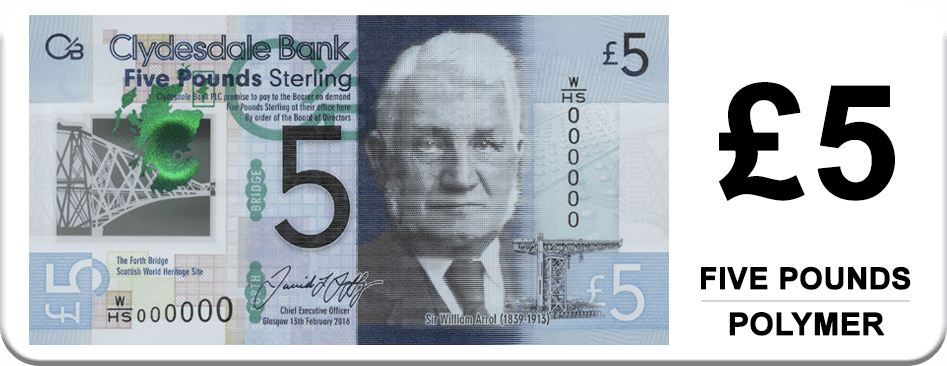 CB Clydesdale Bank
Five Pounds Sterling
Clydesdale Bank PLC promise to pay to the Bearer on demand
Five Pounds Sterling at their office here
By order of the Board of Directors
£5
W/HS 000000
5
BRIDGE
FORTH
The Forth Bridge
Scottish World Heritage Site
£5
W/HS 000000
Chief Executive Officer
Glasgow 15th February 2016
Sir William Arrol (1839-1913)
£5
£5
FIVE POUNDS
POLYMER